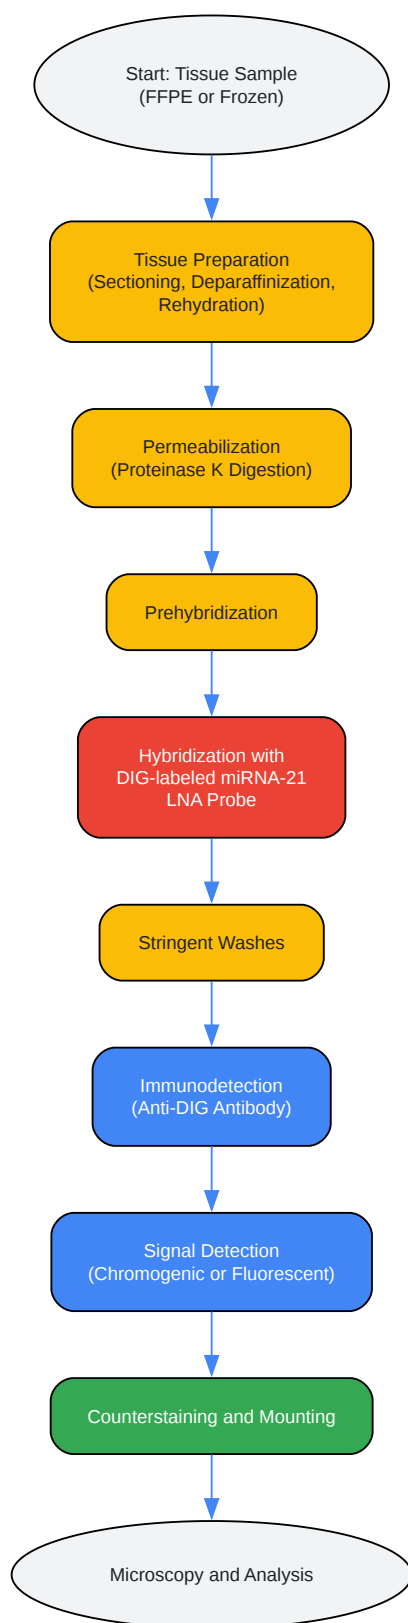 Start: Tissue Sample
(FFPE or Frozen)
Tissue Preparation
(Sectioning, Deparaffinization,
Rehydration)
Permeabilization
(Proteinase K Digestion)
Prehybridization
Hybridization with
DIG-labeled miRNA-21
LNA Probe
Stringent Washes
Immunodetection
(Anti-DIG Antibody)
Signal Detection
(Chromogenic or Fluorescent)
Counterstaining and Mounting
Microscopy and Analysis